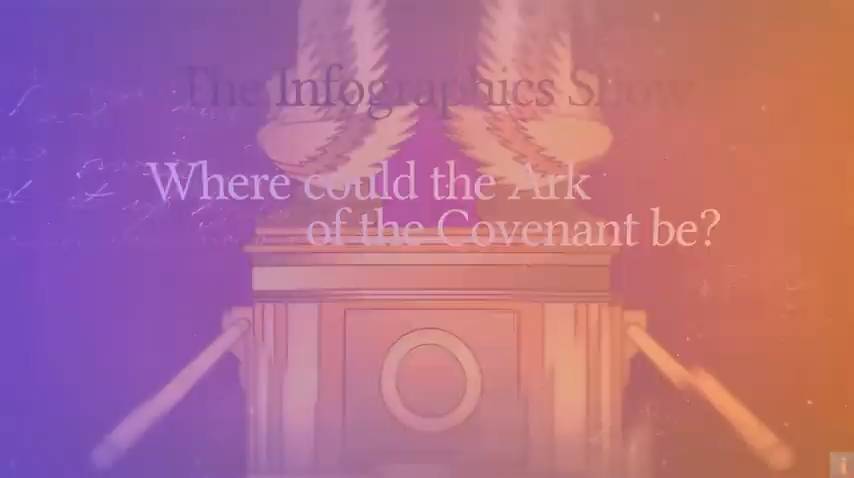 The Infographics Show
Where could the Ark
of the Covenant be?
i